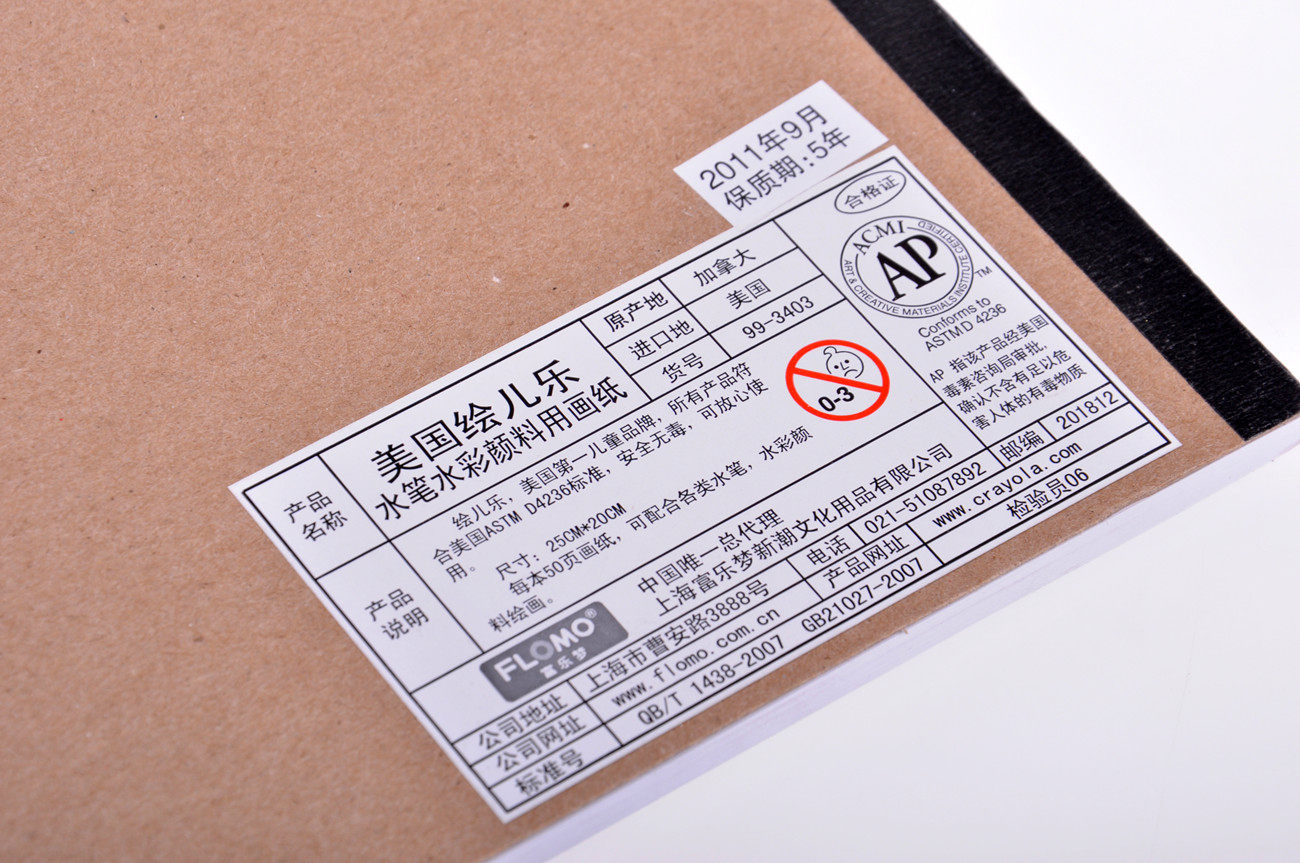 2011年9月
保质期:5年
合格证
ACMI
AP
ART & CREATIVE MATERIALS INSTITUTE CERTIFIED
TM
Conforms to
ASTM D 4236
AP 指该产品经美国
毒素咨询局审批,
确认不含有足以危
害人体的有毒物质
产品
名称
美国绘儿乐
水笔水彩颜料用画纸
原产地 加拿大
进口地 美国
货号 99-3403
产品
说明
绘儿乐,美国第一儿童品牌,所有产品符
合美国ASTM D4236标准,安全无毒,可放心使
用。
尺寸:25CM*20CM
每本50页画纸,可配合各类水笔,水彩颜
料绘画。
0-3
FLOMO®
富乐梦
中国唯一总代理
上海富乐梦新潮文化用品有限公司
公司地址 上海市曹安路3888号 电话 021-51087892 邮编 201812
公司网址 www.flomo.com.cn 产品网址 www.crayola.com
标准号 QB/T 1438-2007 GB21027-2007 检验员06